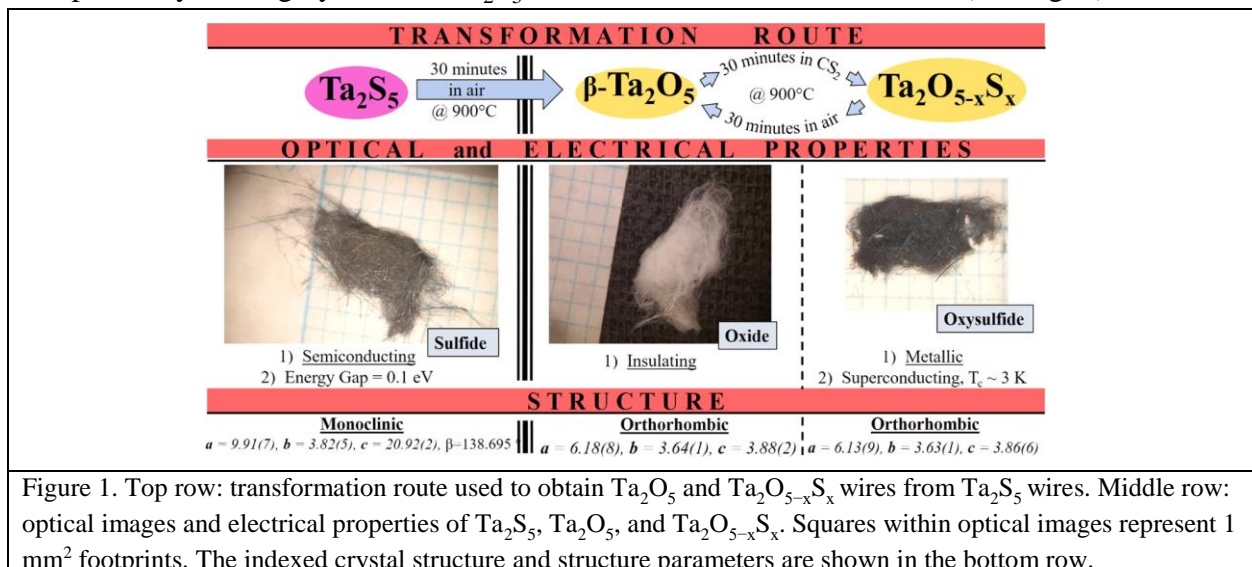 TRANSFORMATION ROUTE
Ta₂S₅
30 minutes
in air
@ 900°C
β-Ta₂O₅
30 minutes in CS₂
@ 900°C
30 minutes in air
Ta₂O₅₋ₓSₓ
OPTICAL and ELECTRICAL PROPERTIES
Sulfide
1) Semiconducting
2) Energy Gap = 0.1 eV
Oxide
1) Insulating
Oxysulfide
1) Metallic
2) Superconducting, T_c ~ 3 K
STRUCTURE
Monoclinic
a = 9.91(7), b = 3.82(5), c = 20.92(2), β=138.695
Orthorhombic
a = 6.18(8), b = 3.64(1), c = 3.88(2)
Orthorhombic
a = 6.13(9), b = 3.63(1), c = 3.86(6)
Figure 1. Top row: transformation route used to obtain Ta₂O₅ and Ta₂O₅₋ₓSₓ wires from Ta₂S₅ wires. Middle row:
optical images and electrical properties of Ta₂S₅, Ta₂O₅, and Ta₂O₅₋ₓSₓ. Squares within optical images represent 1
mm² footprints. The indexed crystal structure and structure parameters are shown in the bottom row.